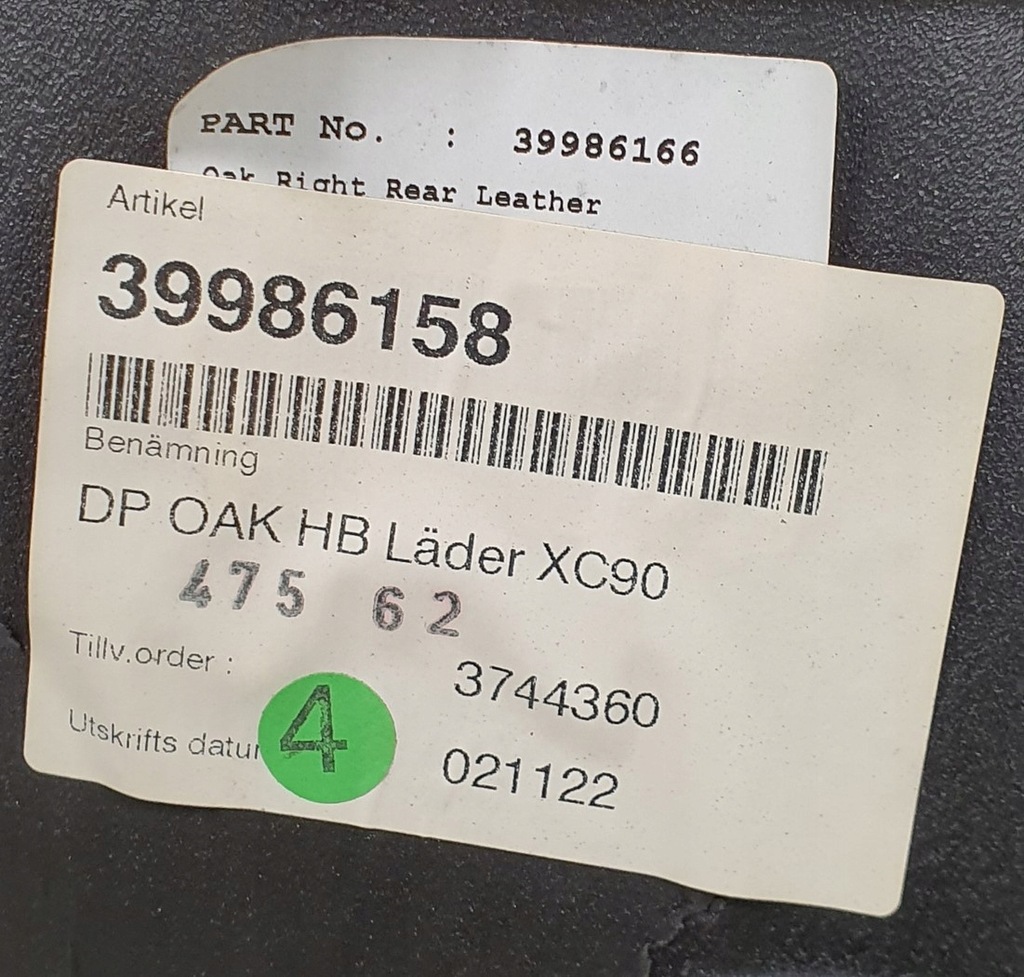 PART No. : 39986166
Oak Right Rear Leather
Artikel
39986158
Benämning
DP OAK HB Läder XC90
475 62
Tillv.order : 3744360
Utskrifts datu 021122
4